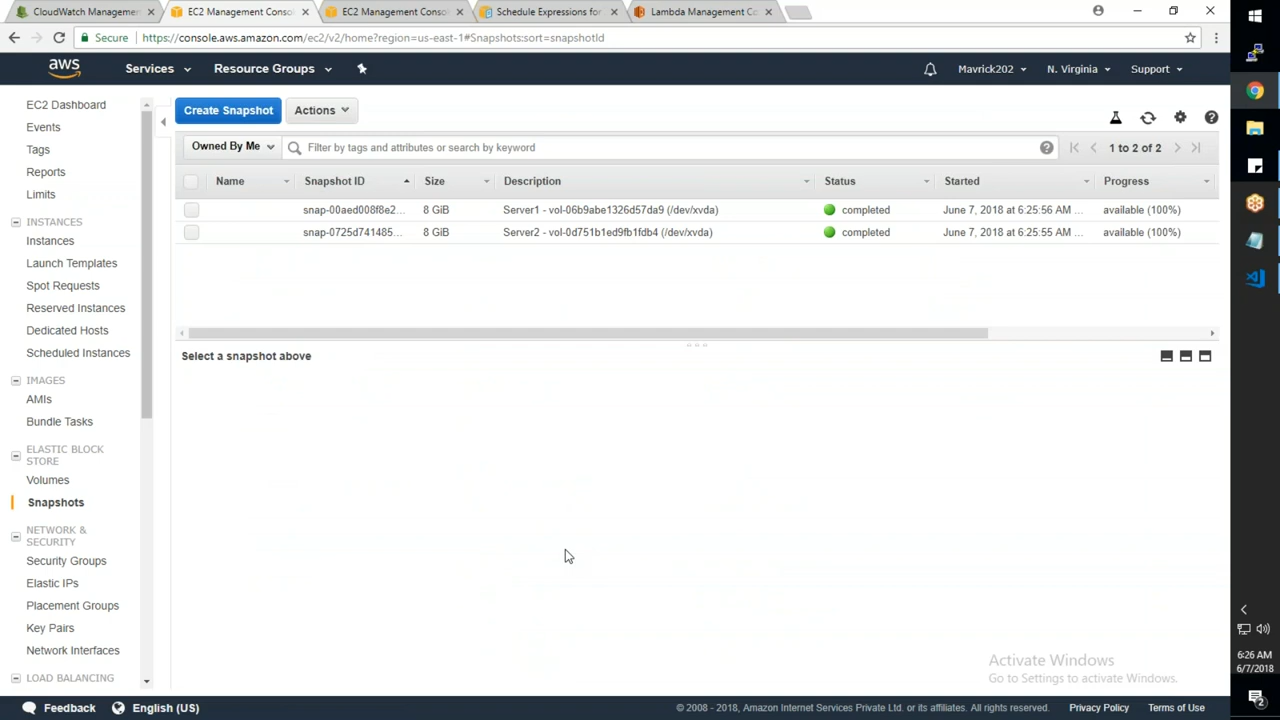 CloudWatch Managemen
EC2 Management Consol
EC2 Management Consol
Schedule Expressions for
Lambda Management Co
Secure
https://console.aws.amazon.com/ec2/v2/home?region=us-east-1#Snapshots:sort=snapshotId
aws
Services
Resource Groups
Mavrick202
N. Virginia
Support
EC2 Dashboard
Events
Tags
Reports
Limits
INSTANCES
Instances
Launch Templates
Spot Requests
Reserved Instances
Dedicated Hosts
Scheduled Instances
IMAGES
AMIs
Bundle Tasks
ELASTIC BLOCK
STORE
Volumes
Snapshots
NETWORK &
SECURITY
Security Groups
Elastic IPs
Placement Groups
Key Pairs
Network Interfaces
LOAD BALANCING
Create Snapshot
Actions
Owned By Me
Filter by tags and attributes or search by keyword
1 to 2 of 2
Name Snapshot ID Size Description Status Started Progress
snap-00aed008f8e2... 8 GiB Server1 - vol-06b9abe1326d57da9 (/dev/xvda) completed June 7, 2018 at 6:25:56 AM ... available (100%)
snap-0725d741485... 8 GiB Server2 - vol-0d751b1ed9fb1fdb4 (/dev/xvda) completed June 7, 2018 at 6:25:55 AM ... available (100%)
Select a snapshot above
Activate Windows
Go to Settings to activate Windows.
Feedback
English (US)
© 2008 - 2018, Amazon Internet Services Private Ltd. or its affiliates. All rights reserved.
Privacy Policy
Terms of Use
6:26 AM
6/7/2018
2